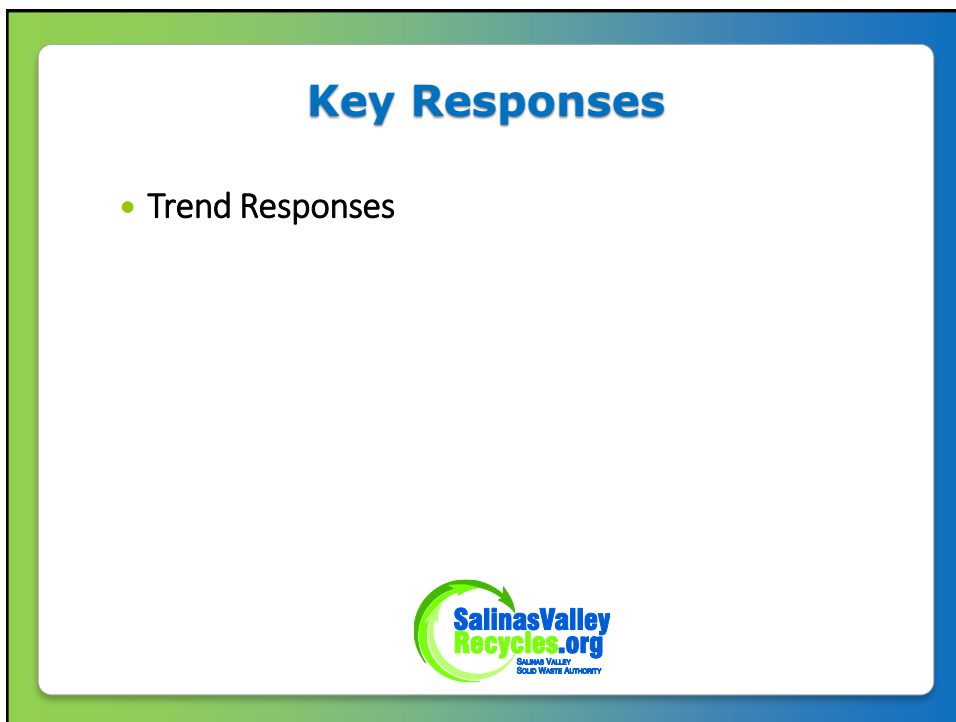 Key Responses
• Trend Responses
SalinasValley
Recycles.org
SALINAS VALLEY
SOLID WASTE AUTHORITY